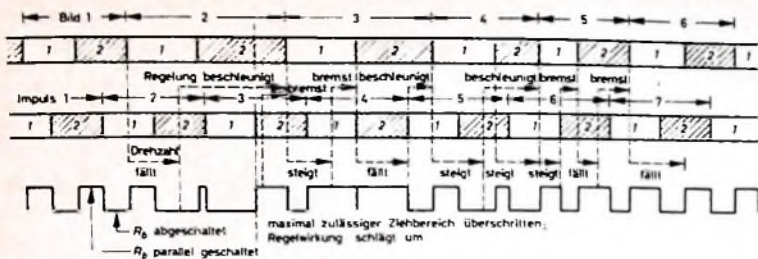 Bild 1 2 3 4 5 6
1 2 1 2 1 2 1 2 1 2 1 2 1
Regelung beschleunigt bremst beschleunigt beschleunigt bremst bremst
bremst
Impuls 1 2 3 4 5 6 7
1 2 1 2 1 2 1 2 1 2 1 2 1 2 1
Drehzahl
fällt steigt fällt steigt steigt steigt fällt fällt
R_b abgeschaltet
R_b parallel geschaltet
maximal zulässiger Ziehbereich überschritten;
Regelwirkung schlägt um